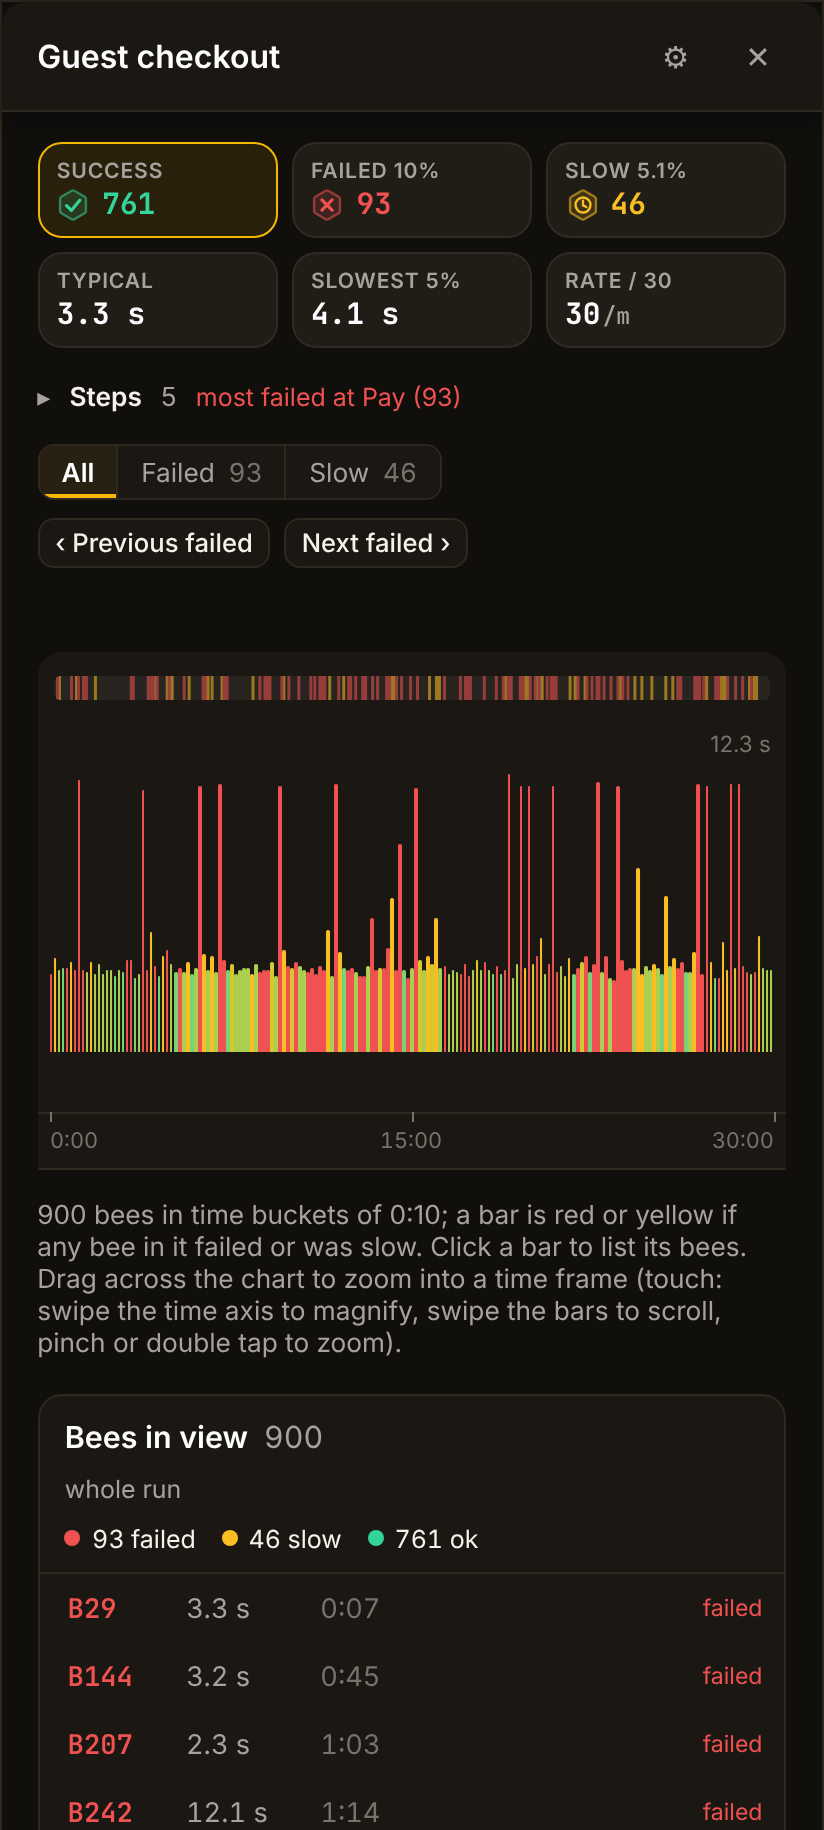 Guest checkout
SUCCESS
761
FAILED 10%
93
SLOW 5.1%
46
TYPICAL
3.3 s
SLOWEST 5%
4.1 s
RATE / 30
30/m
▸ Steps 5 most failed at Pay (93)
All Failed 93 Slow 46
‹ Previous failed Next failed ›
12.3 s
0:00 15:00 30:00
900 bees in time buckets of 0:10; a bar is red or yellow if
any bee in it failed or was slow. Click a bar to list its bees.
Drag across the chart to zoom into a time frame (touch:
swipe the time axis to magnify, swipe the bars to scroll,
pinch or double tap to zoom).
Bees in view 900
whole run
93 failed 46 slow 761 ok
B29 3.3 s 0:07 failed
B144 3.2 s 0:45 failed
B207 2.3 s 1:03 failed
B242 12.1 s 1:14 failed